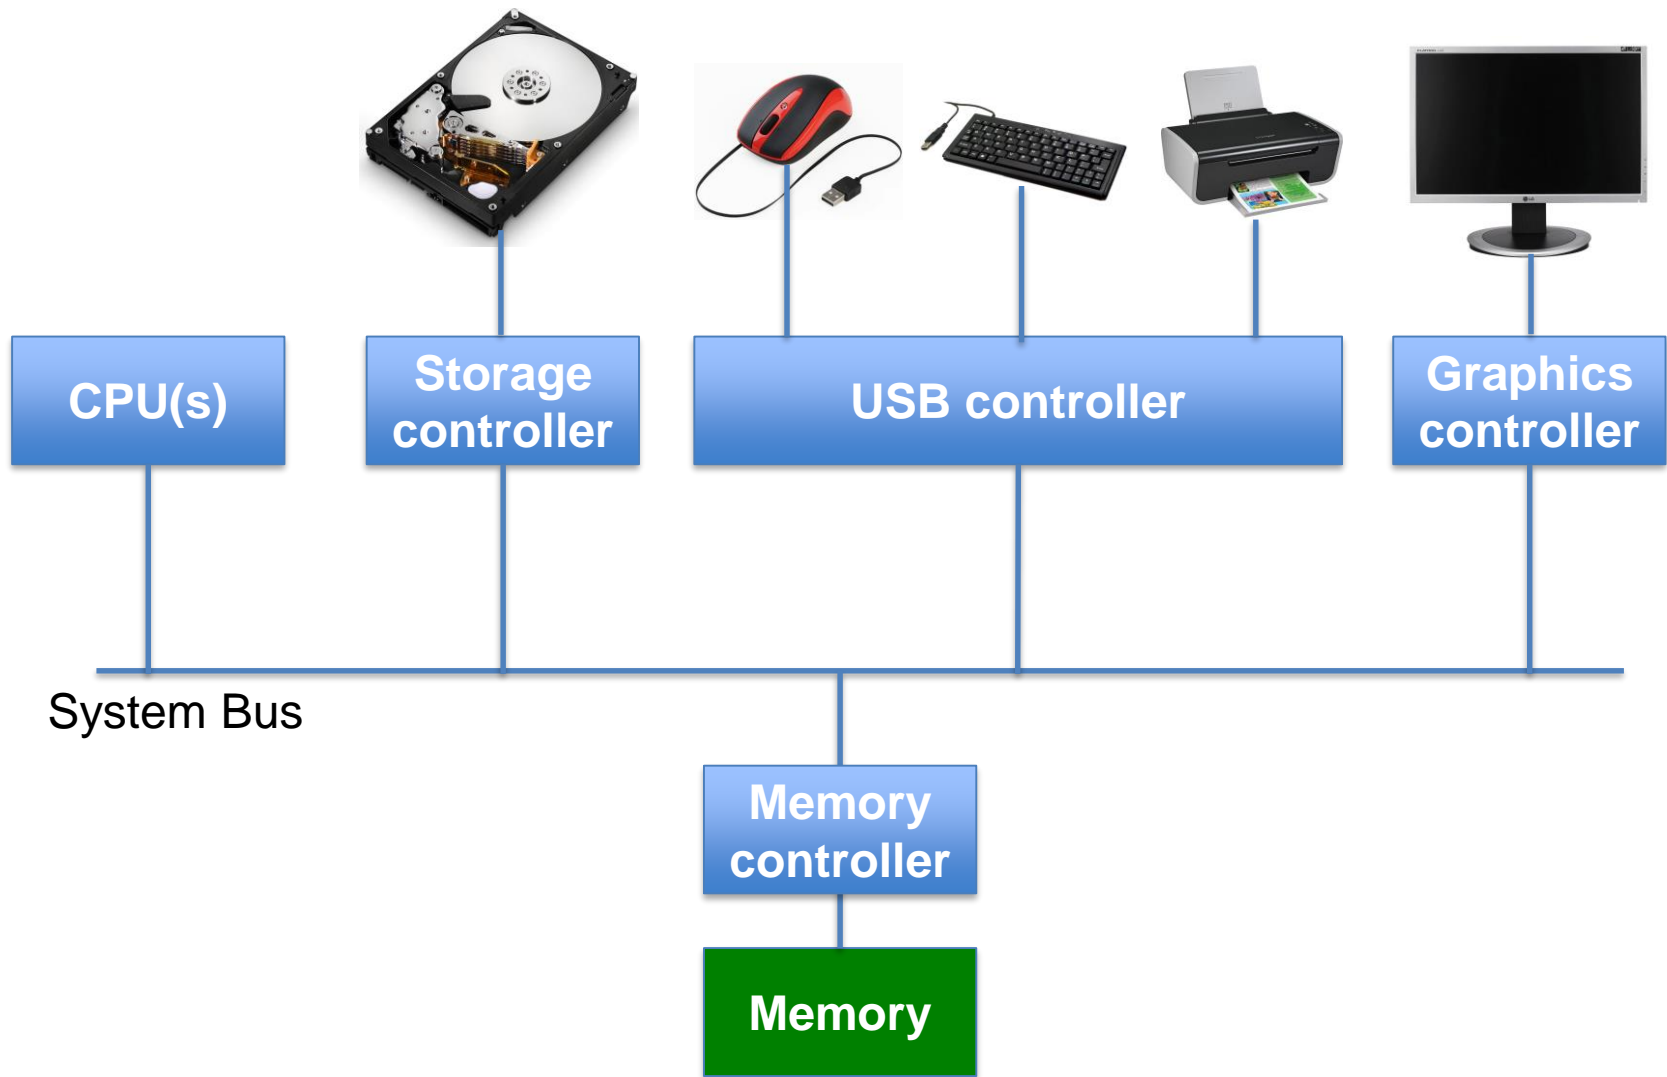 CPU(s)
Storage
controller
USB controller
Graphics
controller
System Bus
Memory
controller
Memory